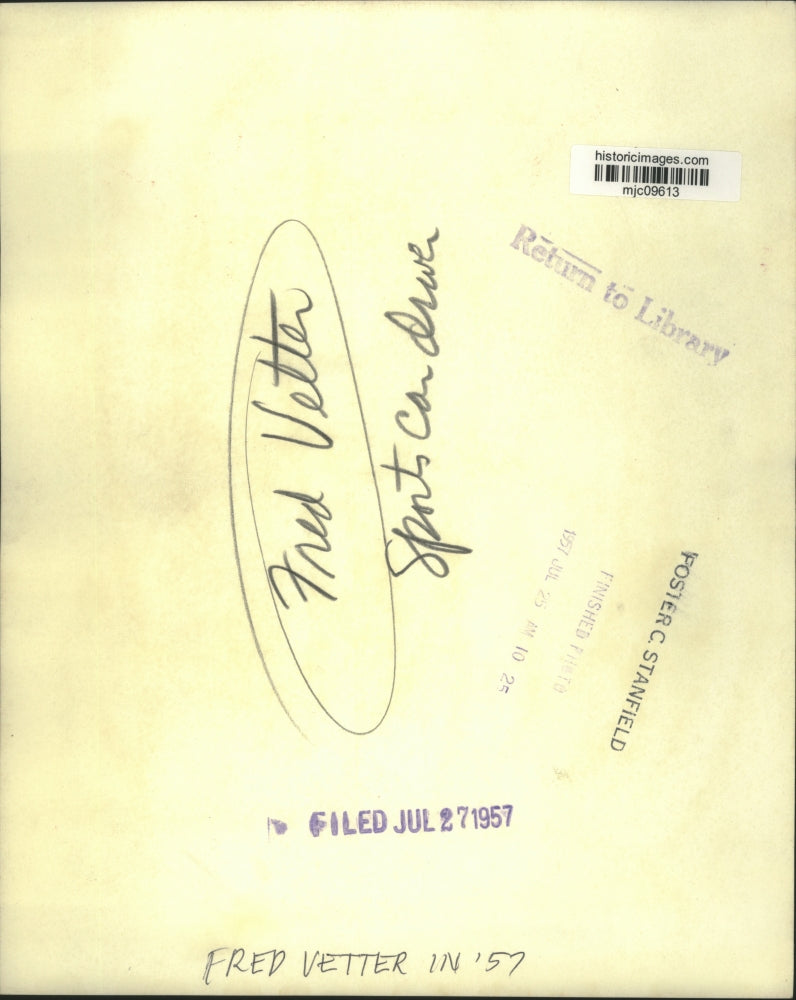 historicimages.com
mjc09613
Return to Library
Fred Vetter
Sports Car Driver
1957 JUL 25 AM 10 25
FINISHED PHOTO
FOSTER C. STANFIELD
FILED JUL 27 1957
FRED VETTER IN '57